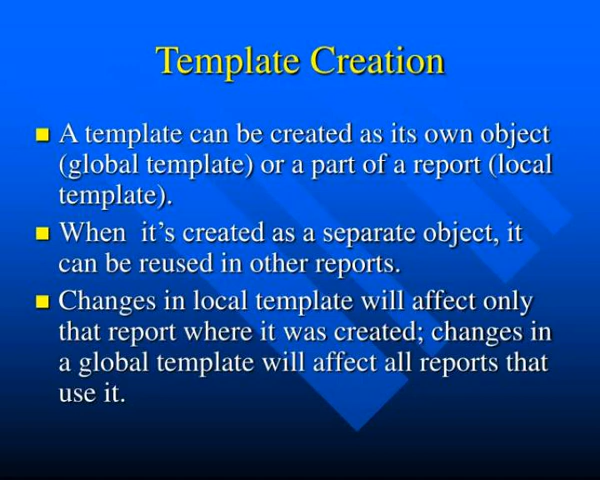 Template Creation
A template can be created as its own object
(global template) or a part of a report (local
template).
When  it’s created as a separate object, it
can be reused in other reports.
Changes in local template will affect only
that report where it was created; changes in
a global template will affect all reports that
use it.